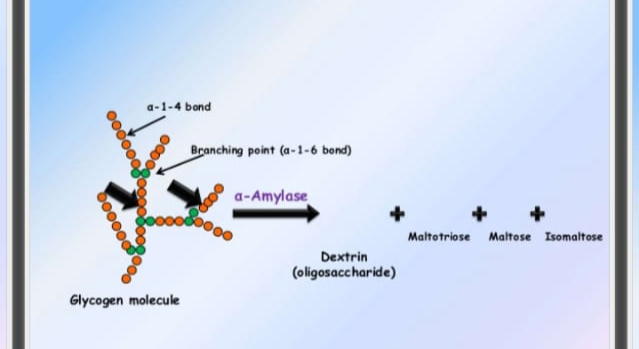 α-1-4 bond
Branching point (α-1-6 bond)
α-Amylase
+ + +
Maltotriose Maltose Isomaltose
Dextrin
(oligosaccharide)
Glycogen molecule